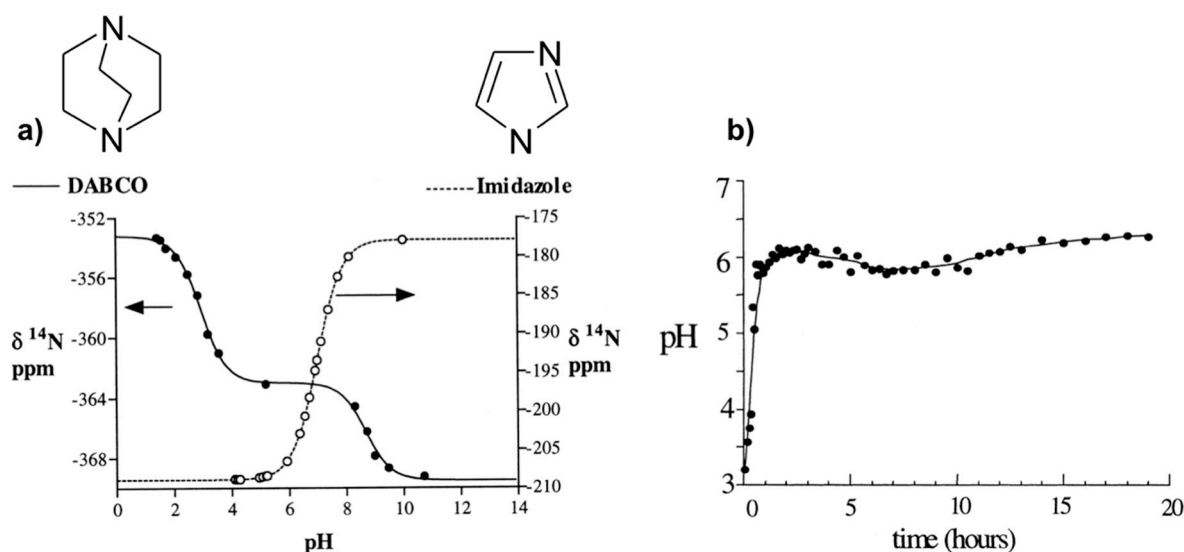 N
N
N
N
a)
b)
DABCO
Imidazole
-352
-354
-360
-364
-368
δ ¹⁴N
ppm
-175
-180
-185
-190
-195
-200
-205
-210
δ ¹⁴N
ppm
0 2 4 6 8 10 12 14
pH
7
6
5
4
3
pH
0 5 10 15 20
time (hours)